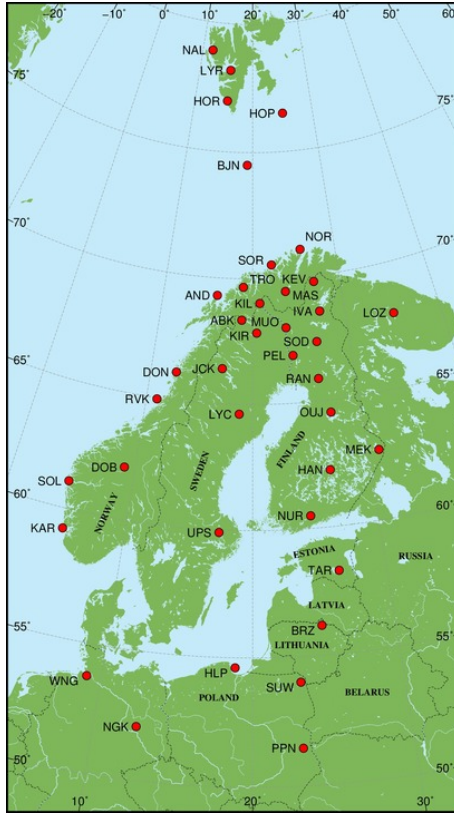 -20° -10° 0° 10° 20° 30° 40° 50°
NAL
75°
LYR
HOR
HOP
75°
BJN
70°
NOR
SOR
70°
TRO
KEV
AND
KIL
MAS
IVA
LOZ
ABK
MUO
KIR
SOD
65°
JCK
PEL
DON
RAN
65°
RVK
LYC
OUJ
MEK
FINLAND
DOB
SWEDEN
HAN
SOL
60°
NORWAY
60°
KAR
UPS
NUR
ESTONIA
RUSSIA
TAR
LATVIA
55°
BRZ
55°
LITHUANIA
HLP
WNG
SUW
POLAND
BELARUS
NGK
PPN
50°
50°
10° 20° 30°